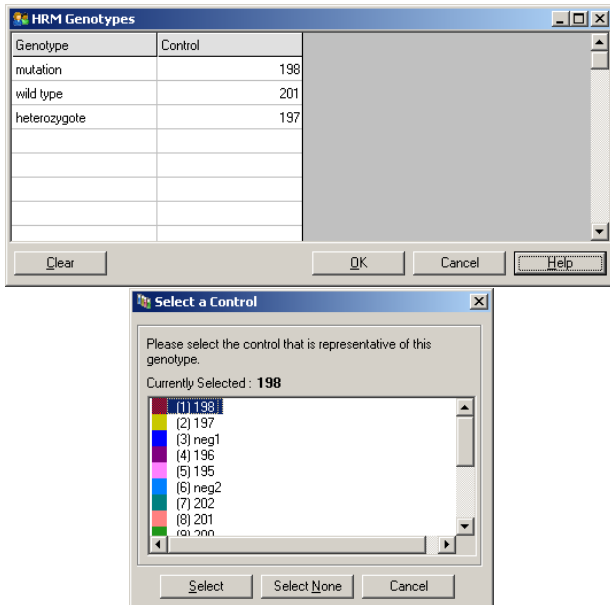 HRM Genotypes
Genotype Control
mutation 198
wild type 201
heterozygote 197
Clear OK Cancel Help
Select a Control
Please select the control that is representative of this
genotype.
Currently Selected : 198
(1) 198
(2) 197
(3) neg1
(4) 196
(5) 195
(6) neg2
(7) 202
(8) 201
(9) 200
Select Select None Cancel